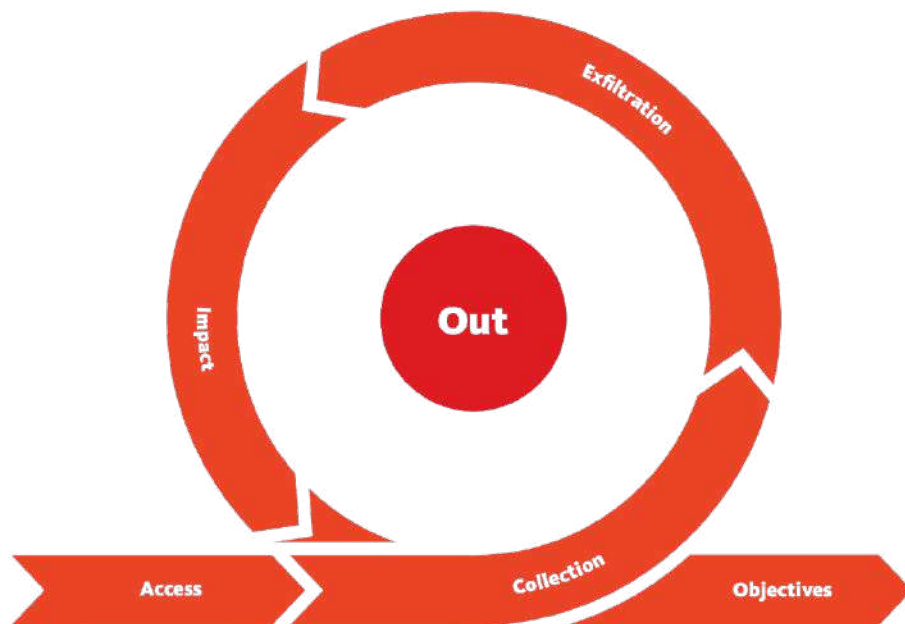 Exfiltration
Out
Impact
Access
Collection
Objectives